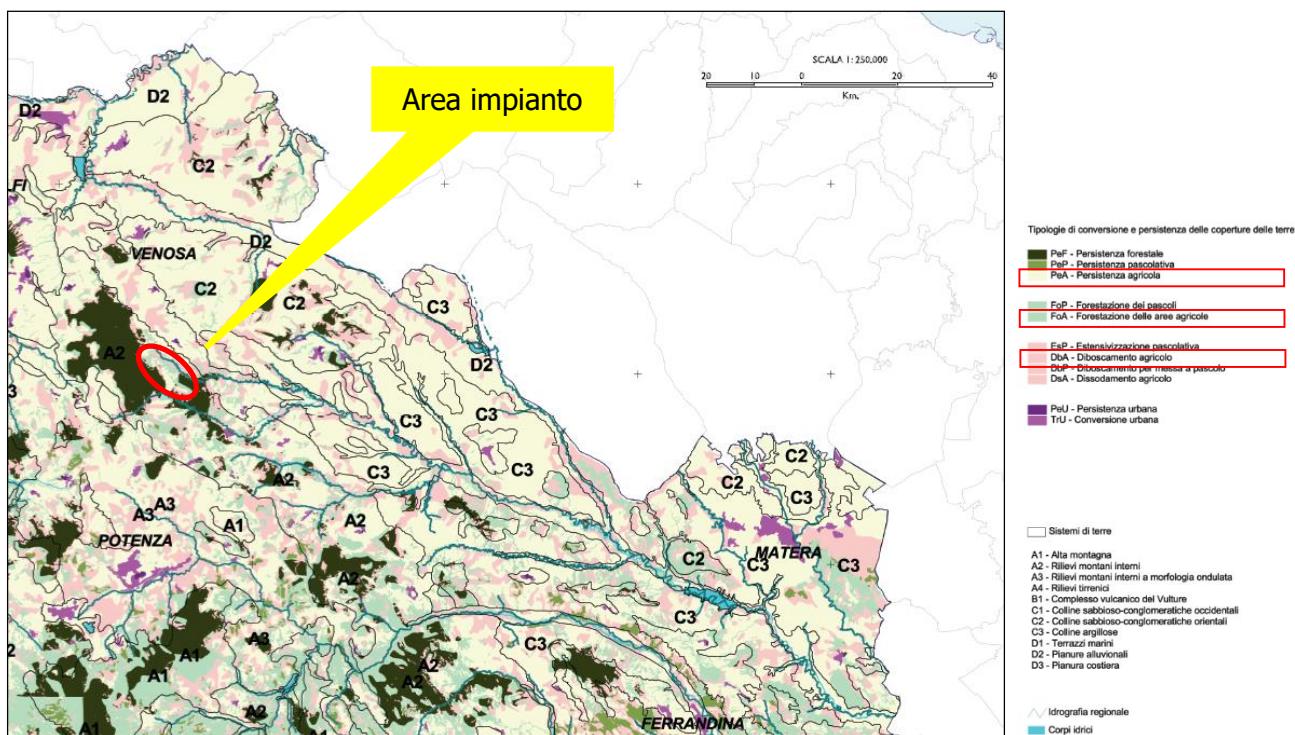 SCALA 1: 250,000
20 10 0 20 40
Km.
Area impianto
D2
D2
C2
LFI
VENOSA
D2
C2
C2
C3
A2
D2
3
C3
C3
C3
C3
A2
A3
A3
A1
A2
POTENZA
C2
C2
C3
C2
MATERA
C3
C3
A2
C3
A3
C3
A1
A2
A2
2
A1
A2
A1
A1
FERRANDINA
Tipologie di conversione e persistenza delle coperture delle terre
PeF - Persistenza forestale
PeP - Persistenza pascolativa
PeA - Persistenza agricola
FoP - Forestazione dei pascoli
FoA - Forestazione delle aree agricole
EsP - Estensivizzazione pascolativa
DbA - Diboscamento agricolo
DbP - Diboscamento per messa a pascolo
DsA - Dissodamento agricolo
PeU - Persistenza urbana
TrU - Conversione urbana
Sistemi di terre
A1 - Alta montagna
A2 - Rilievi montani interni
A3 - Rilievi montani interni a morfologia ondulata
A4 - Rilievi tirrenici
B1 - Complesso vulcanico del Vulture
C1 - Colline sabbioso-conglomeratiche occidentali
C2 - Colline sabbioso-conglomeratiche orientali
C3 - Colline argillose
D1 - Terrazzi marini
D2 - Pianure alluvionali
D3 - Pianura costiera
Idrografia regionale
Corpi idrici